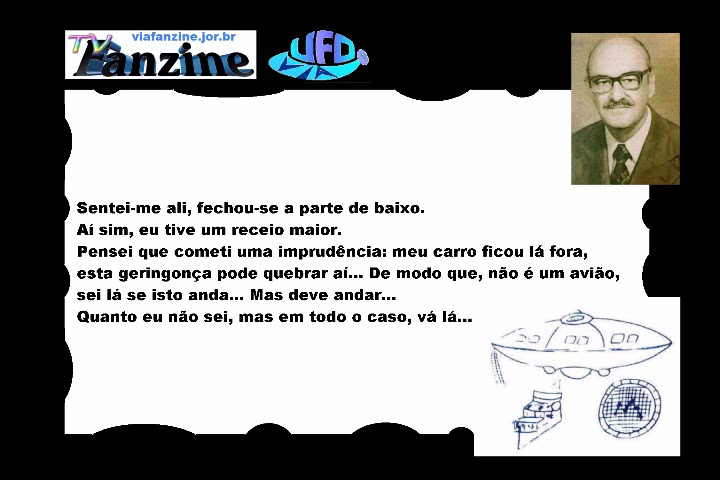 viafanzine.jor.br
TV Fanzine
UFO
VIA
Sentei-me ali, fechou-se a parte de baixo.
Aí sim, eu tive um receio maior.
Pensei que cometi uma imprudência: meu carro ficou lá fora,
esta geringonça pode quebrar aí... De modo que, não é um avião,
sei lá se isto anda... Mas deve andar...
Quanto eu não sei, mas em todo o caso, vá lá...